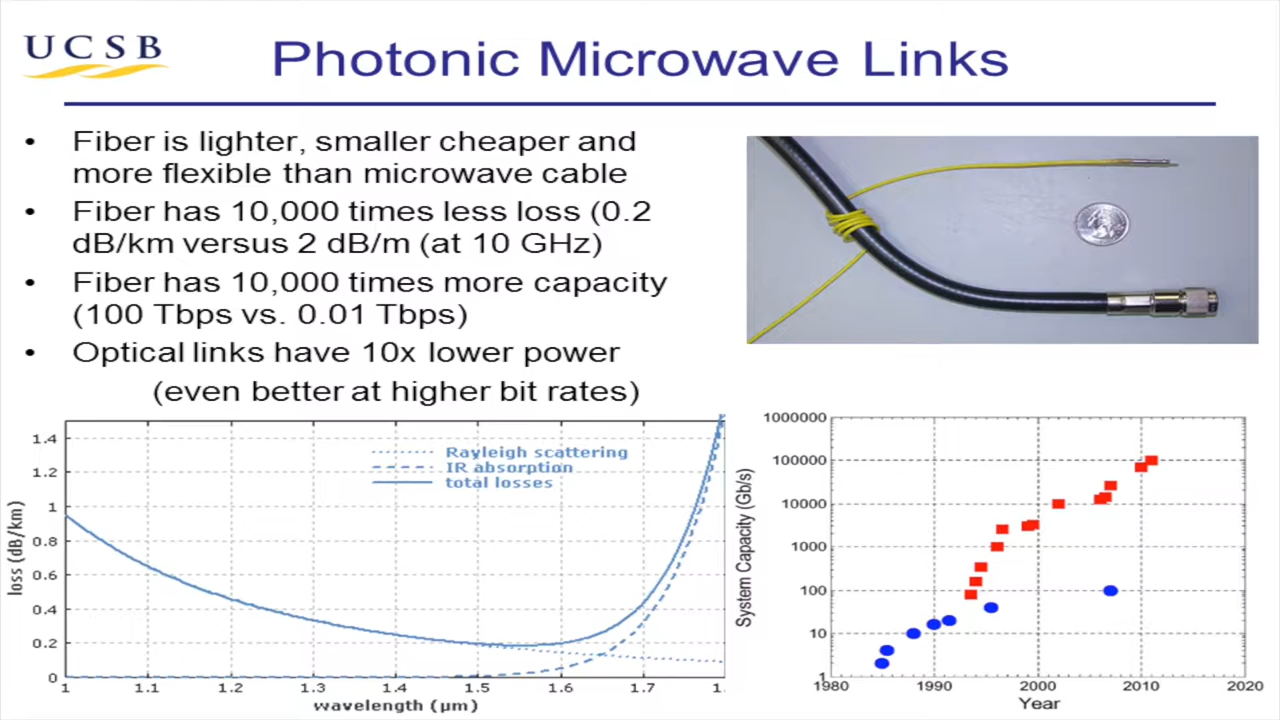 UCSB
Photonic Microwave Links
• Fiber is lighter, smaller cheaper and
more flexible than microwave cable
• Fiber has 10,000 times less loss (0.2
dB/km versus 2 dB/m (at 10 GHz)
• Fiber has 10,000 times more capacity
(100 Tbps vs. 0.01 Tbps)
• Optical links have 10x lower power
(even better at higher bit rates)
loss (dB/km)
1.4
1.2
1
0.8
0.6
0.4
0.2
0
Rayleigh scattering
IR absorption
total losses
1 1.1 1.2 1.3 1.4 1.5 1.6 1.7 1.
wavelength (µm)
System Capacity (Gb/s)
1000000
100000
10000
1000
100
10
1
1980 1990 2000 2010 2020
Year